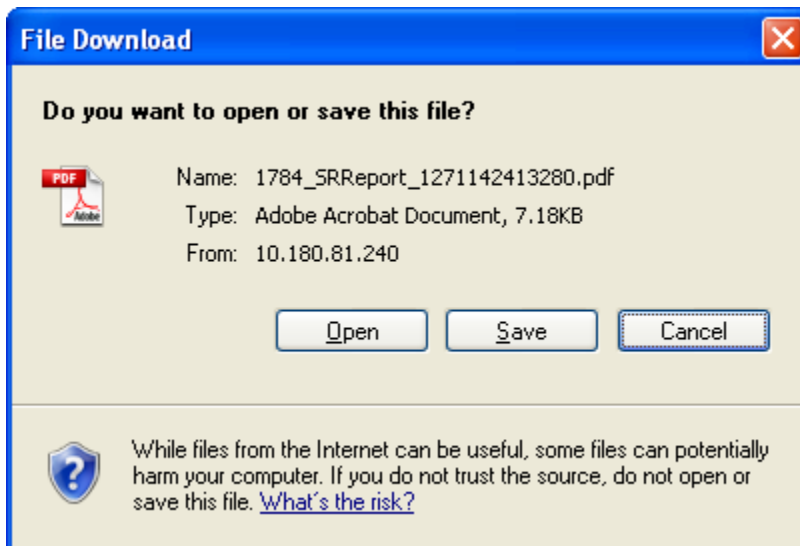 File Download
Do you want to open or save this file?
PDF
Adobe
Name: 1784_SRReport_1271142413280.pdf
Type: Adobe Acrobat Document, 7.18KB
From: 10.180.81.240
Open
Save
Cancel
While files from the Internet can be useful, some files can potentially
harm your computer. If you do not trust the source, do not open or
save this file. What's the risk?